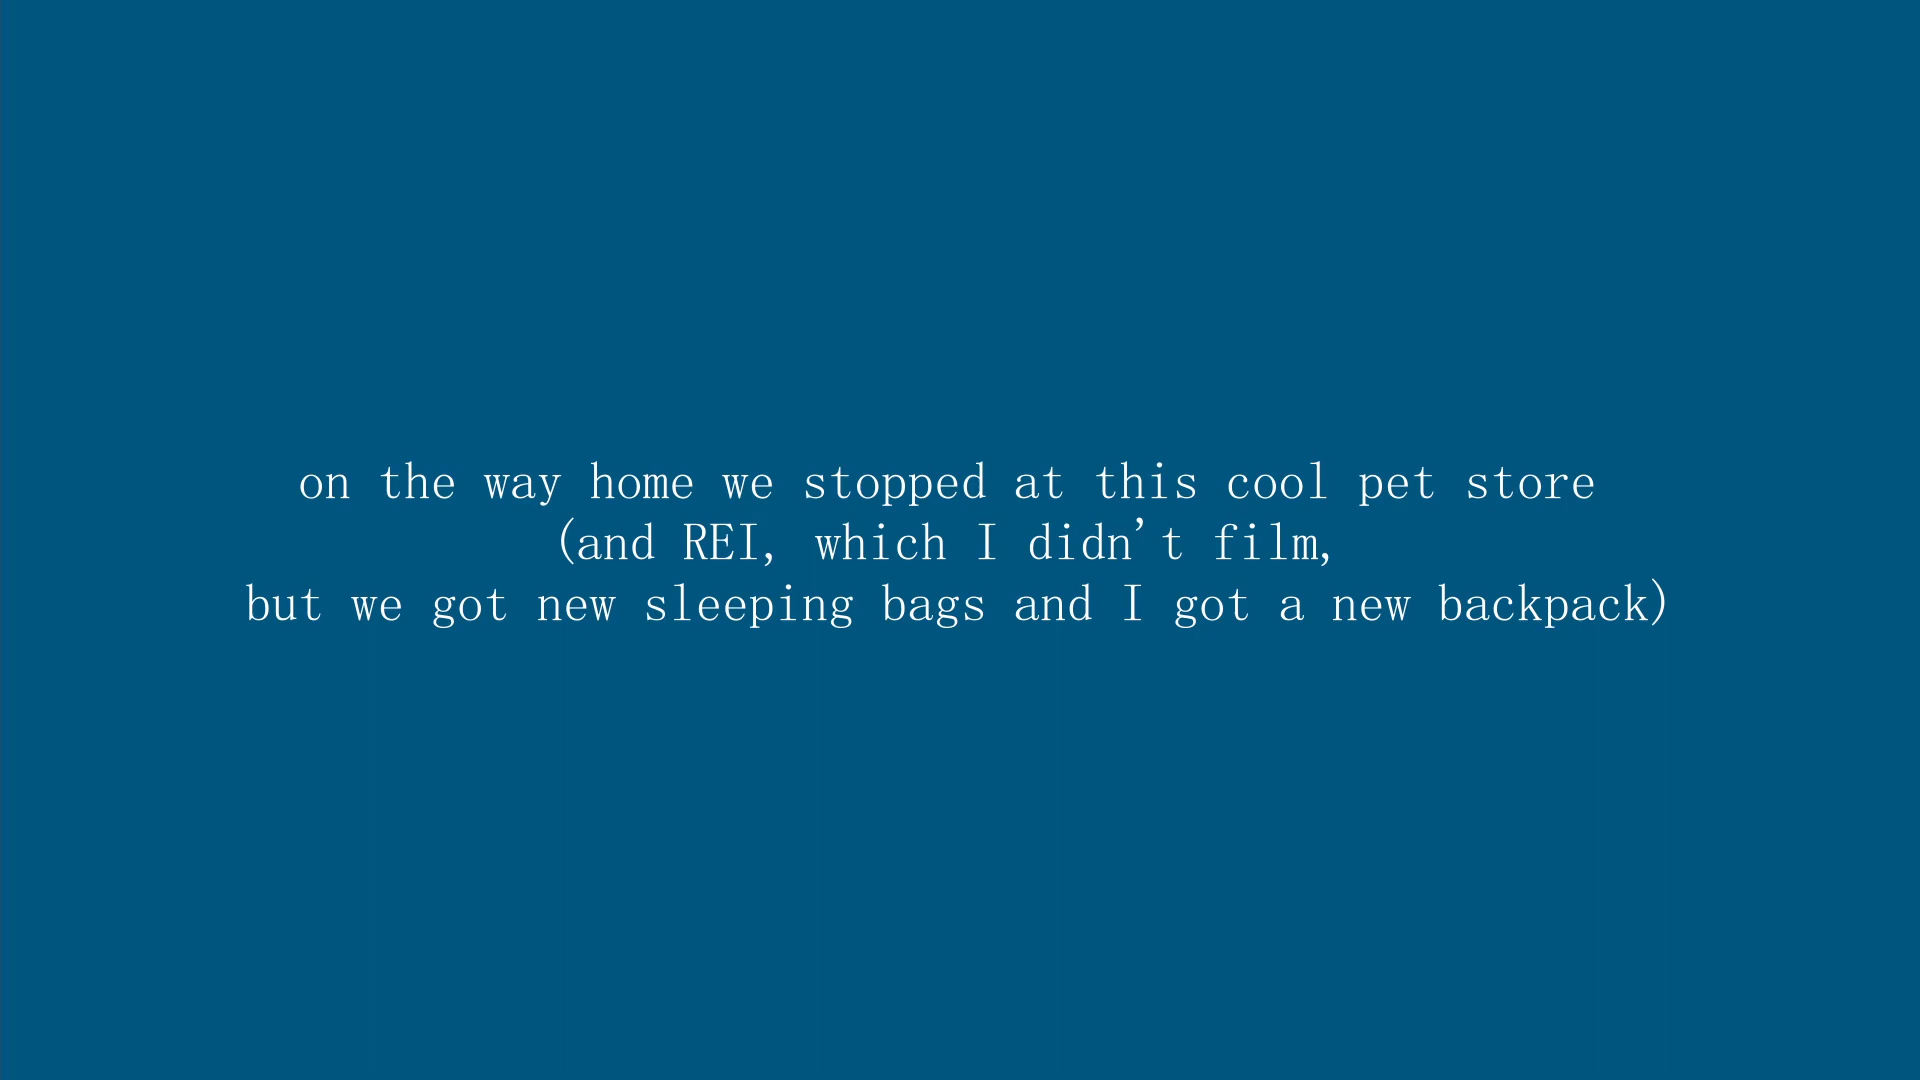 on the way home we stopped at this cool pet store
(and REI, which I didn't film,
but we got new sleeping bags and I got a new backpack)